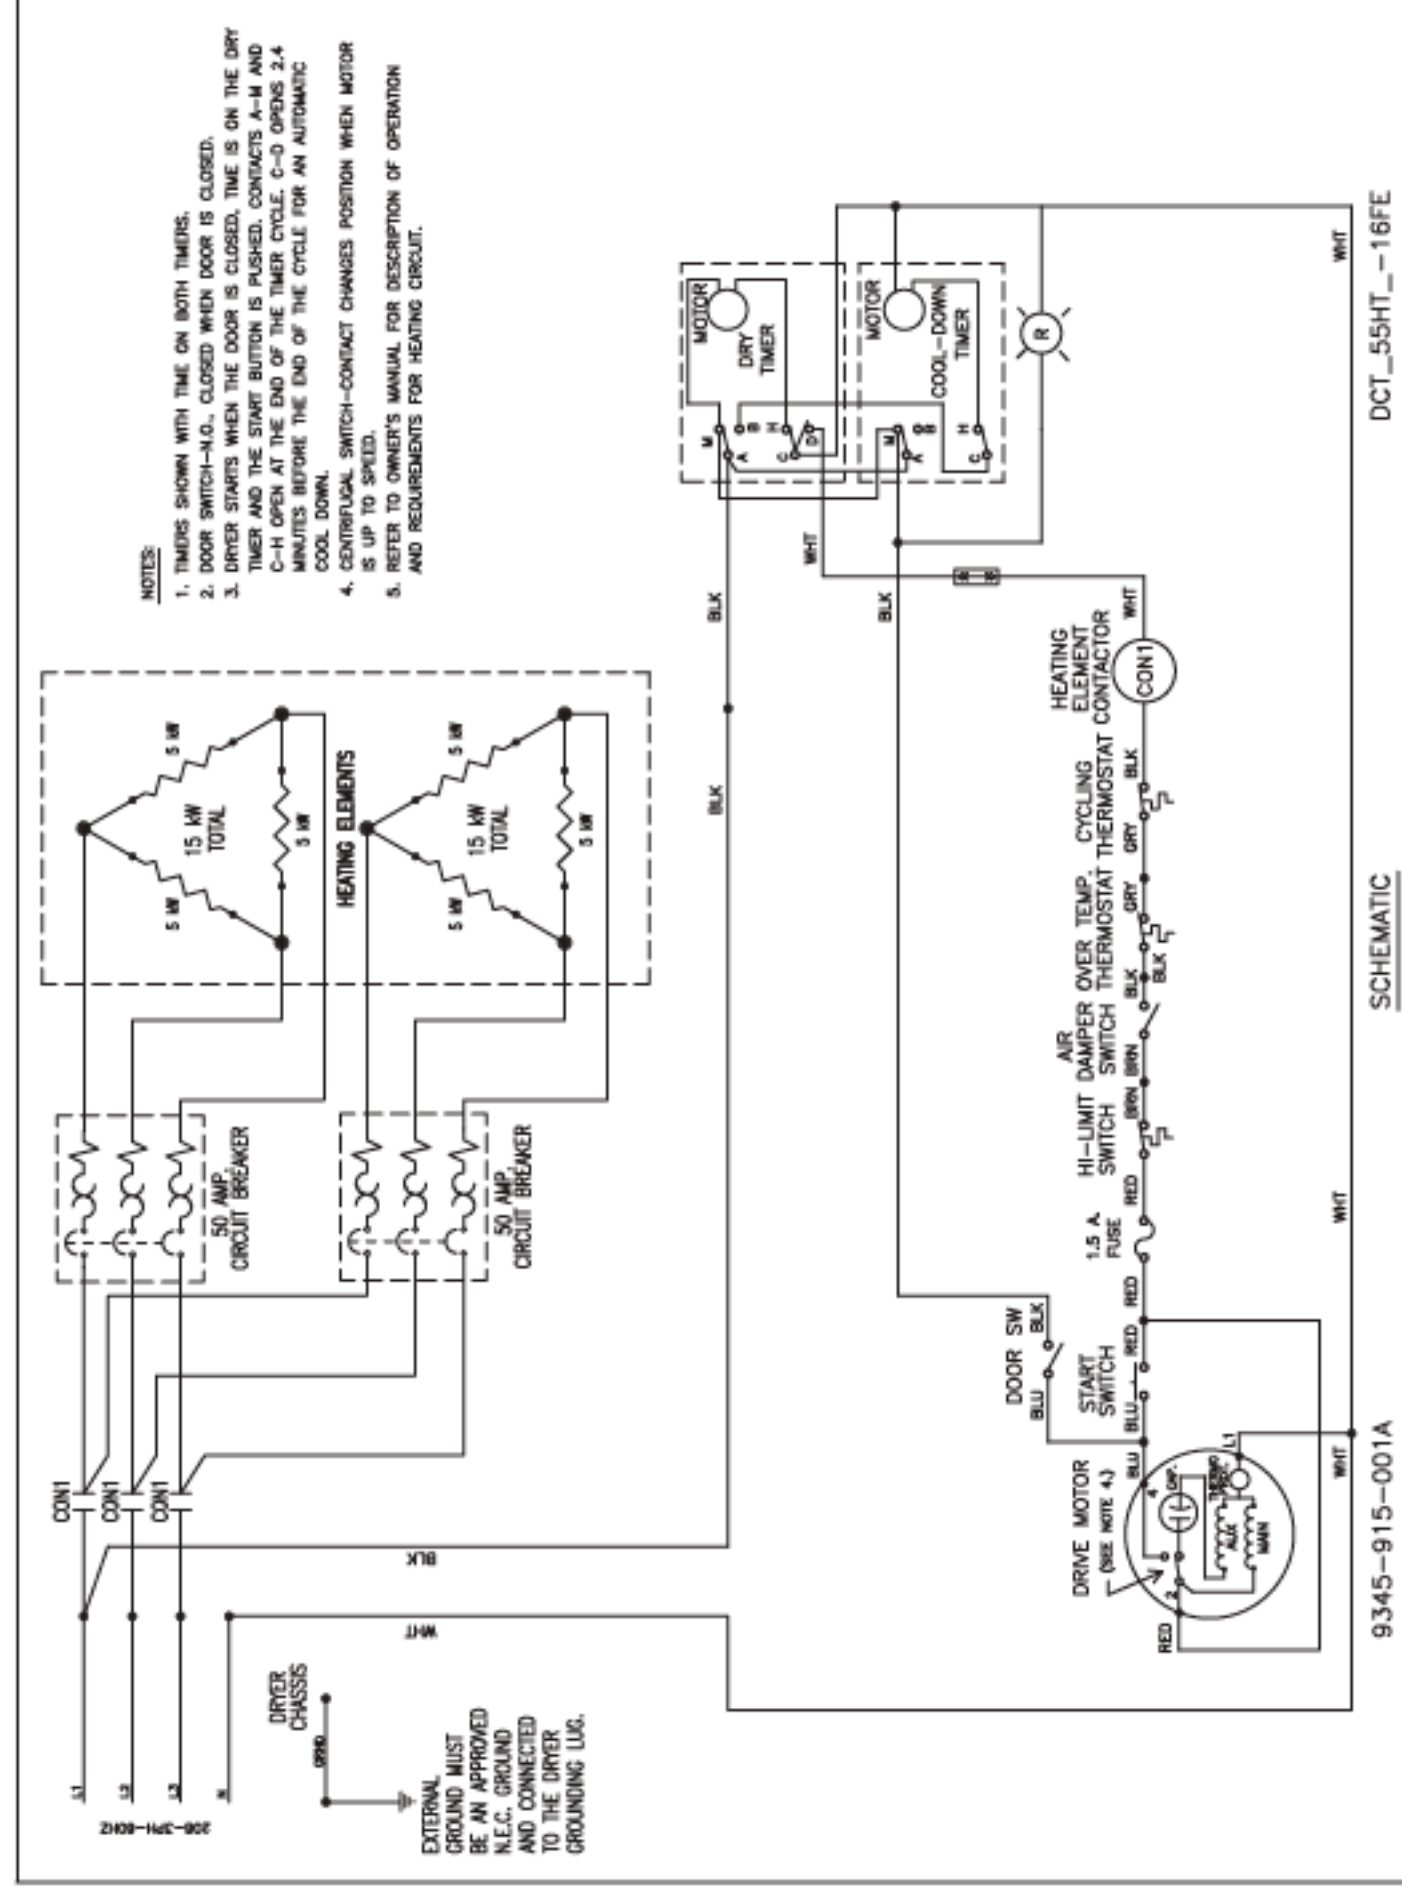 NOTES:
1. TIMERS SHOWN WITH TIME ON BOTH TIMERS.
2. DOOR SWITCH-N.O., CLOSED WHEN DOOR IS CLOSED.
3. DRYER STARTS WHEN THE DOOR IS CLOSED, TIME IS ON THE DRY
TIMER AND THE START BUTTON IS PUSHED. CONTACTS A-M AND
C-H OPEN AT THE END OF THE TIMER CYCLE. C-D OPENS 2.4
MINUTES BEFORE THE END OF THE CYCLE FOR AN AUTOMATIC
COOL DOWN.
4. CENTRIFUGAL SWITCH-CONTACT CHANGES POSITION WHEN MOTOR
IS UP TO SPEED.
5. REFER TO OWNER'S MANUAL FOR DESCRIPTION OF OPERATION
AND REQUIREMENTS FOR HEATING CIRCUIT.
208-3PH-60HZ
L1
L2
L3
N
CON1
CON1
CON1
50 AMP.
CIRCUIT BREAKER
50 AMP.
CIRCUIT BREAKER
5 kW
5 kW
15 kW
TOTAL
5 kW
HEATING ELEMENTS
5 kW
5 kW
15 kW
TOTAL
5 kW
DRYER
CHASSIS
GRND
EXTERNAL
GROUND MUST
BE AN APPROVED
N.E.C. GROUND
AND CONNECTED
TO THE DRYER
GROUNDING LUG.
BLK
WHT
BLK
BLK
MOTOR
DRY
TIMER
M
A
B
H
C
D
MOTOR
COOL-DOWN
TIMER
M
A
B
H
C
R
WHT
BLK
WHT
DOOR SW
BLU
BLK
DRIVE MOTOR
(SEE NOTE 4.)
BLU
4
CAP.
THERMO
PROT.
L1
AUX
MAIN
2
RED
START
SWITCH
BLU
RED
RED
1.5 A.
FUSE
RED
HI-LIMIT
SWITCH
BRN
BRN
AIR
DAMPER
SWITCH
BLK
BLK
OVER TEMP.
THERMOSTAT
GRY
GRY
CYCLING
THERMOSTAT
BLK
HEATING
ELEMENT
CONTACTOR
CON1
WHT
WHT
WHT
WHT
9345-915-001A
SCHEMATIC
DCT_55HT_-16FE